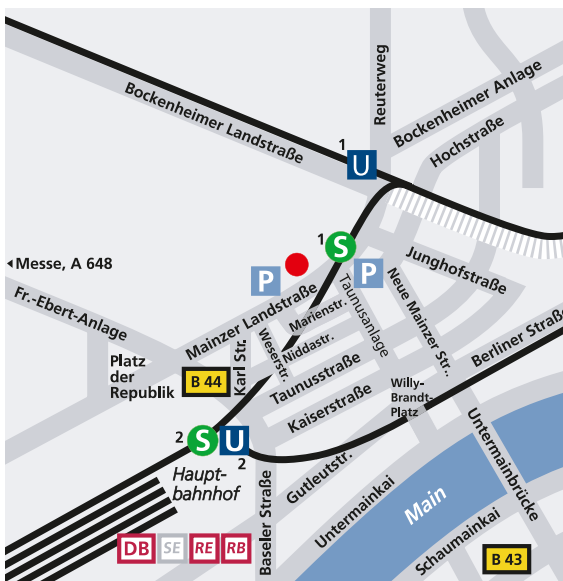 Reuterweg
Bockenheimer Anlage
Bockenheimer Landstraße
Hochstraße
1
U
1
S
P
Junghofstraße
Messe, A 648
P
Fr.-Ebert-Anlage
Mainzer Landstraße
Marienstr.
Taunusanlage
Neue Mainzer Str.
Weserstr.
Niddastr.
Karl Str.
Berliner Straße
Platz
der
Republik
B 44
Taunusstraße
Kaiserstraße
Willy-
Brandt-
Platz
2
S
U
2
Haupt-
bahnhof
Gutleutstr.
Untermainkai
Main
Untermainbrücke
Baseler Straße
Schaumainkai
DB
SE
RE
RB
B 43